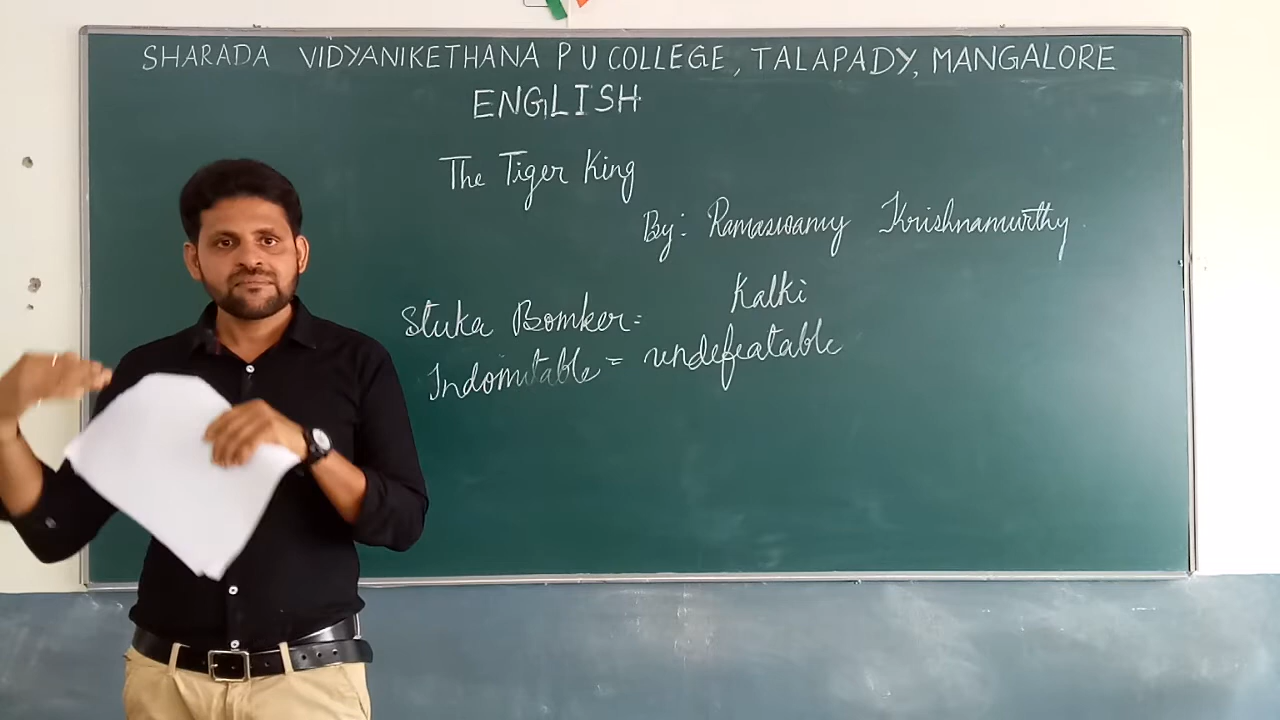 SHARADA VIDYANIKETHANA P U COLLEGE, TALAPADY, MANGALORE
ENGLISH
The Tiger King
By: Ramaswamy Krishnamurthy.
Kalki
Stuka Bomker=
Indomitable = undefeatable